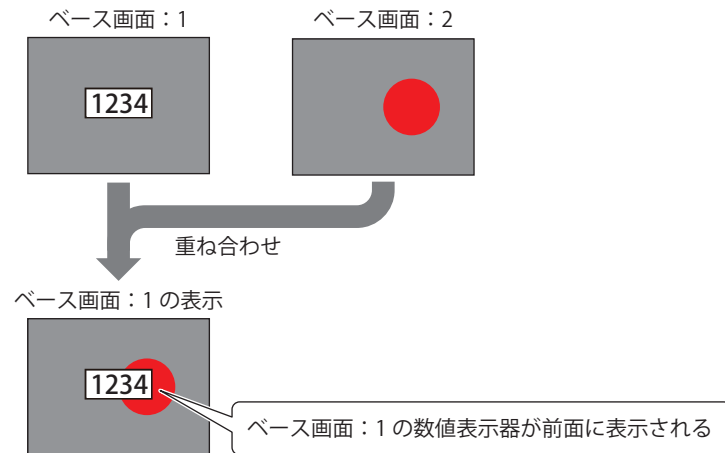 ベース画面：1
ベース画面：2
1234
重ね合わせ
ベース画面：1 の表示
1234
ベース画面：1 の数値表示器が前面に表示される